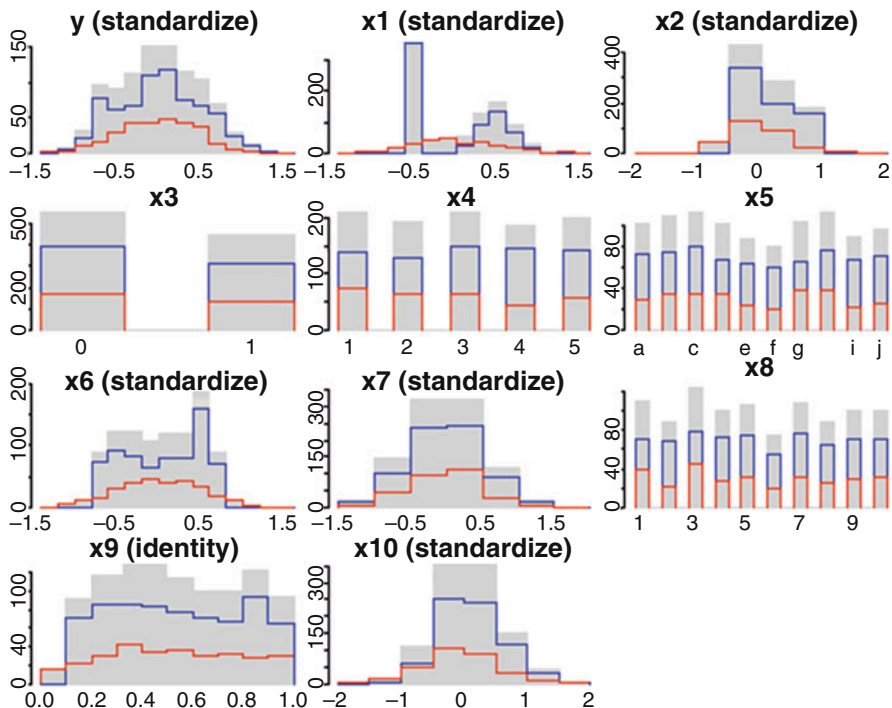 y (standardize) x1 (standardize) x2 (standardize)
150
50
0
−1.5 −0.5 0.5 1.5
200
0
−1.5 −0.5 0.5 1.5
400
200
0
−2 −1 0 1 2
x3 x4 x5
500
200
0
0 1
200
100
0
1 2 3 4 5
80
40
0
a c e f g i j
x6 (standardize) x7 (standardize) x8
200
100
0
−1.5 −0.5 0.5 1.5
300
150
0
−1.5 −0.5 0.5 1.5
80
40
0
1 3 5 7 9
x9 (identity) x10 (standardize)
100
40
0
0.0 0.2 0.4 0.6 0.8 1.0
300
150
0
−2 −1 0 1 2